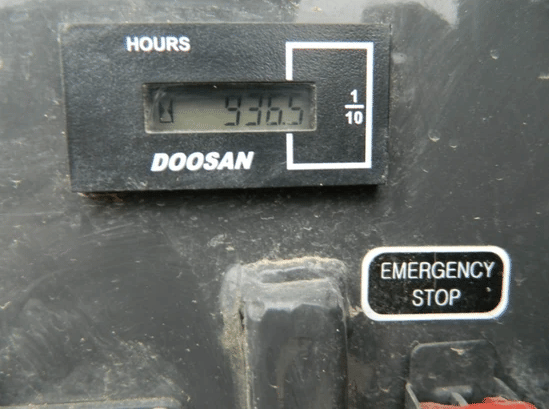 HOURS
936.5
1
10
DOOSAN
EMERGENCY
STOP